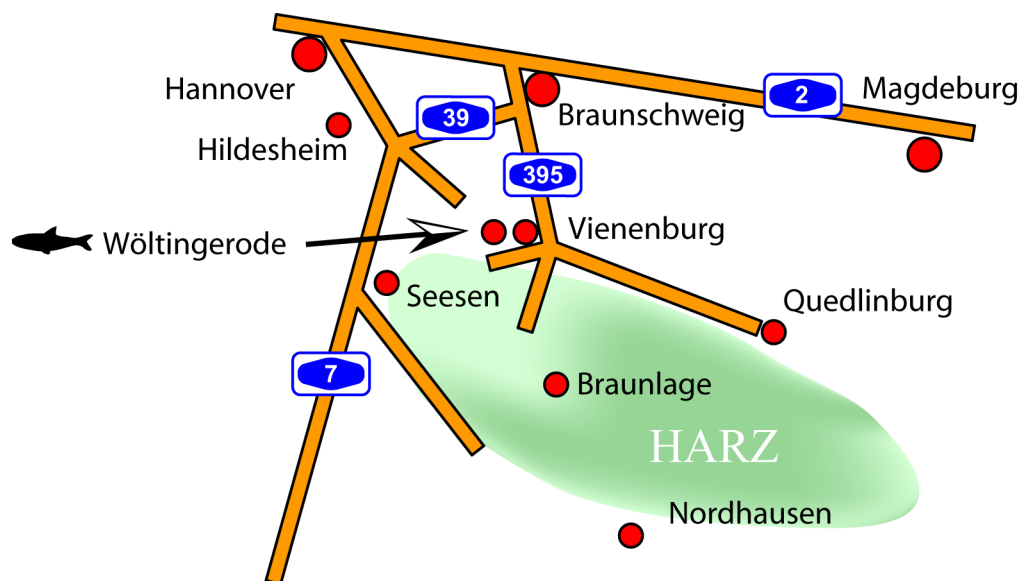 Hannover
Magdeburg
2
39
Braunschweig
Hildesheim
395
Vienenburg
Wöltingerode
Seesen
Quedlinburg
7
Braunlage
HARZ
Nordhausen